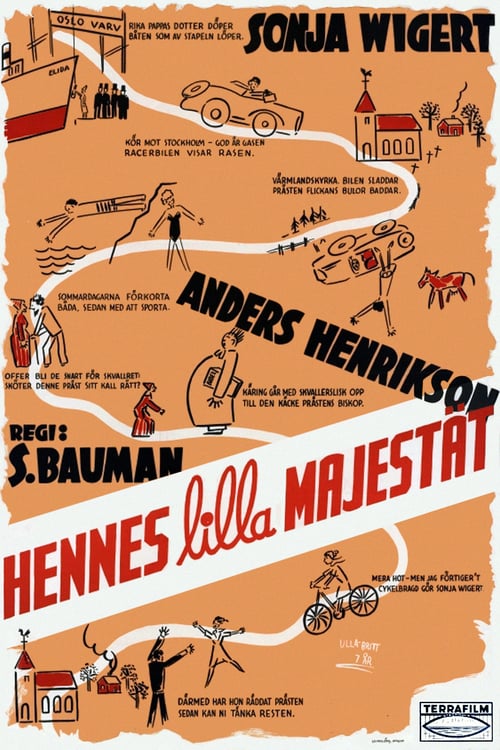 OSLO VARV
RIKA PAPPAS DOTTER DÖPER
BÅTEN SOM AV STAPELN LÖPER.
SONJA WIGERT
ELIDA
KÖR MOT STOCKHOLM – GOD ÄR GASEN
RACERBILEN VISAR RASEN.
VÄRMLANDSKYRKA. BILEN SLADDAR
PRÄSTEN FLICKANS BULOR BADDAR.
SOMMARDAGARNA FÖRKORTA
BÅDA, SEDAN MED ATT SPORTA.
ANDERS HENRIKSON
OFFER BLI DE SNART FÖR SKVALLRET:
SKÖTER DENNE PRÄST SITT KALL RÄTT?
KÄRING GÅR MED SKVALLERSLISK OPP
TILL DEN KÄCKE PRÄSTENS BISKOP.
REGI:
S. BAUMAN
HENNES lilla MAJESTÄT
MERA HOT – MEN JAG FÖRTIGER'T
CYKELBRAGD GÖR SONJA WIGERT
ULLA-BRITT
7 ÅR
DÄRMED HAR HON RÄDDAT PRÄSTEN
SEDAN KAN NI TÄNKA RESTEN.
TERRAFILM